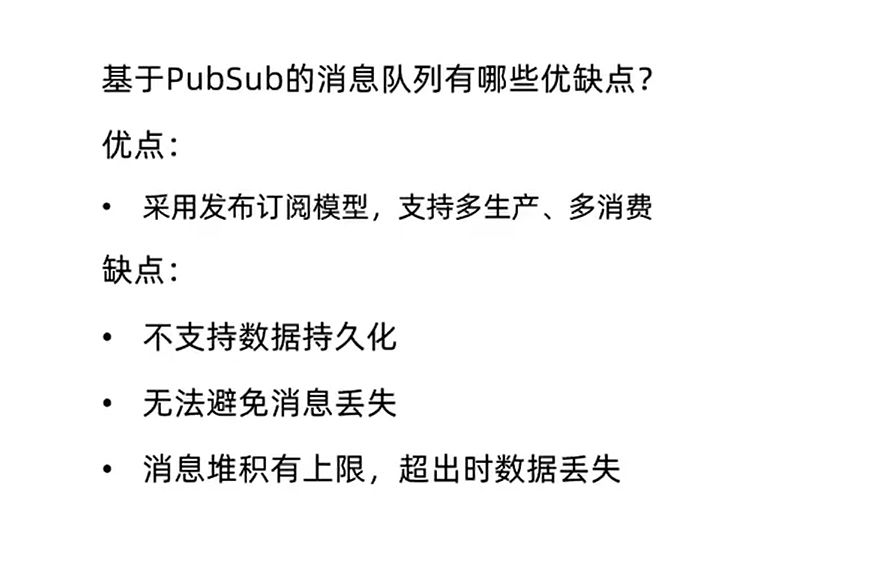 基于PubSub的消息队列有哪些优缺点？
优点：
• 采用发布订阅模型，支持多生产、多消费
缺点：
• 不支持数据持久化
• 无法避免消息丢失
• 消息堆积有上限，超出时数据丢失